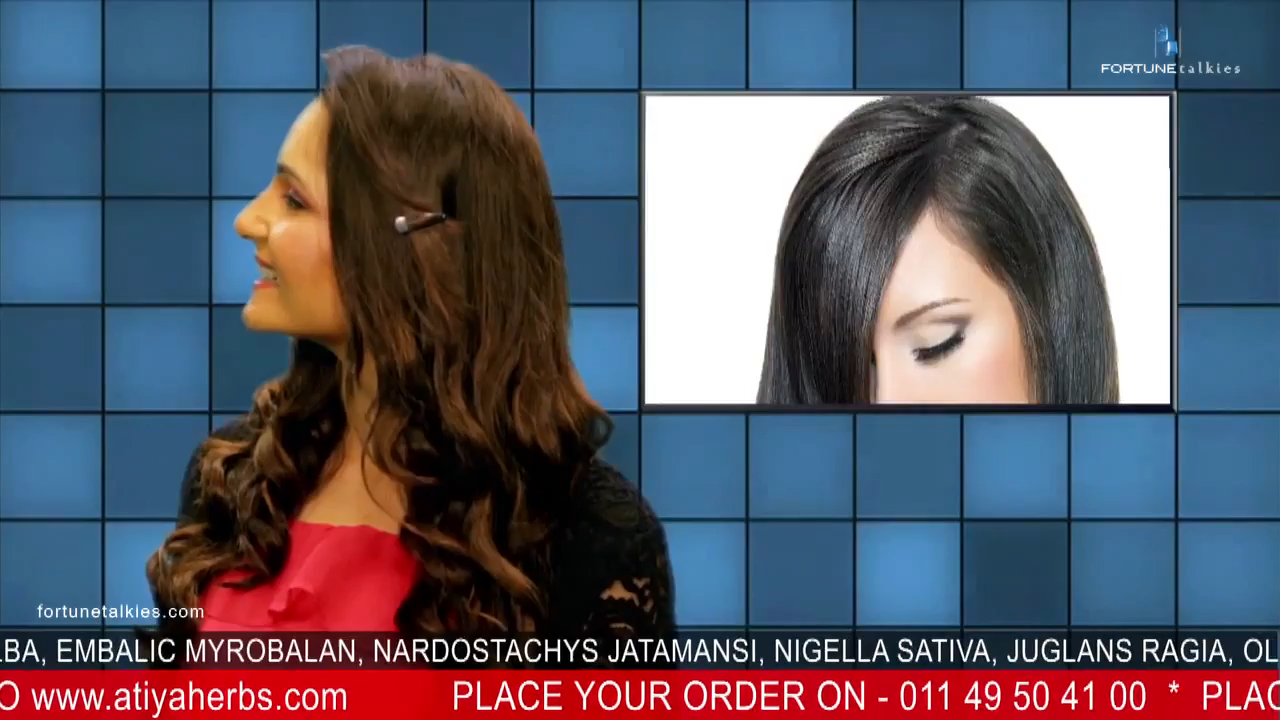 FORTUNEtalkies
fortunetalkies.com
LBA, EMBALIC MYROBALAN, NARDOSTACHYS JATAMANSI, NIGELLA SATIVA, JUGLANS RAGIA, OL
O www.atiyaherbs.com PLACE YOUR ORDER ON - 011 49 50 41 00 * PLAC